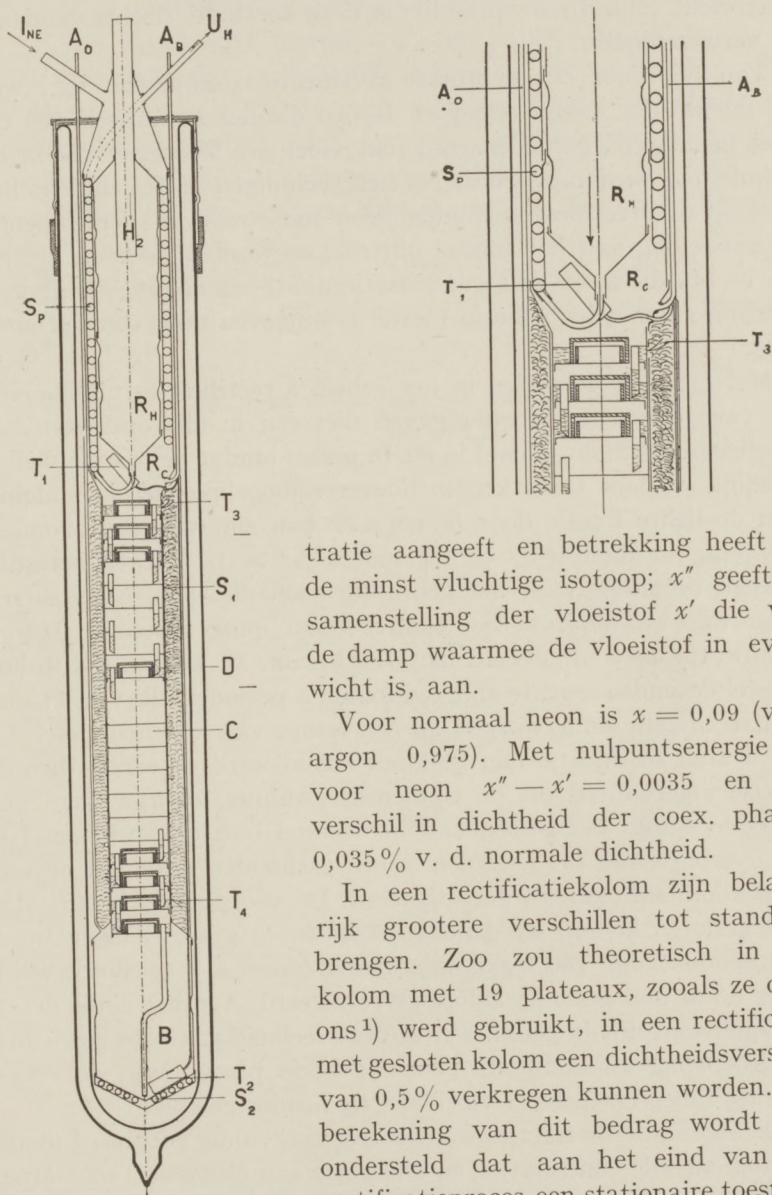 I_NE A_O A_B U_H
H_2
S_P
R_H
T_1 R_C
T_3
S_1
D
C
T_4
B
T_2
S_2
A_O A_B
S_P
R_H
T_1 R_C
T_3
tratie aangeeft en betrekking heeft
de minst vluchtige isotoop; x″ geeft
samenstelling der vloeistof x′ die
de damp waarmee de vloeistof in
wicht is, aan.
Voor normaal neon is x = 0,09
argon 0,975). Met nulpuntsenergie
voor neon x″ — x′ = 0,0035 en
verschil in dichtheid der coex.
0,035 % v. d. normale dichtheid.
In een rectificatiekolom zijn
rijk grootere verschillen tot stand
brengen. Zoo zou theoretisch in
kolom met 19 plateaux, zooals ze
ons ¹) werd gebruikt, in een
met gesloten kolom een
van 0,5 % verkregen kunnen worden.
berekening van dit bedrag wordt
ondersteld dat aan het eind van
een stationaire